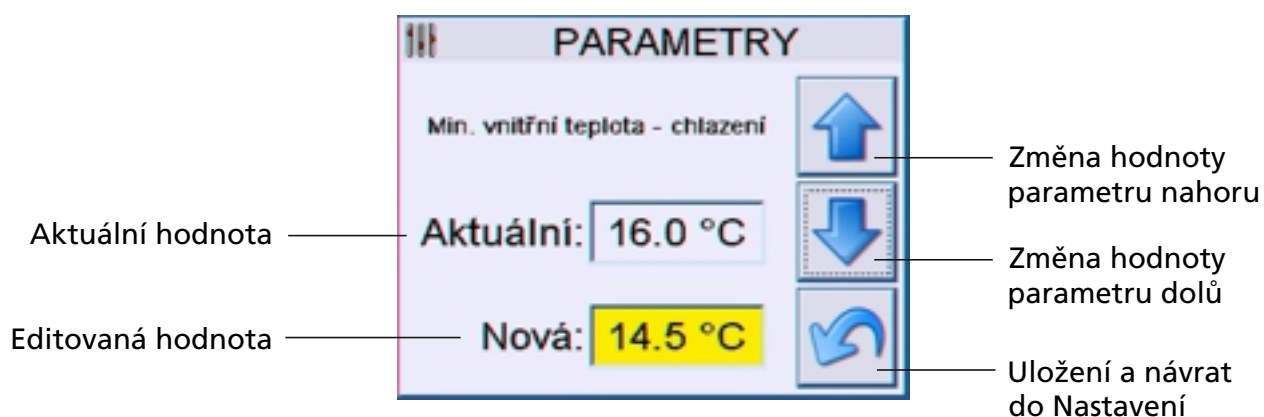 PARAMETRY
Min. vnitřní teplota - chlazení
Změna hodnoty
parametru nahoru
Aktuální hodnota
Aktuální: 16.0 °C
Změna hodnoty
parametru dolů
Editovaná hodnota
Nová: 14.5 °C
Uložení a návrat
do Nastavení